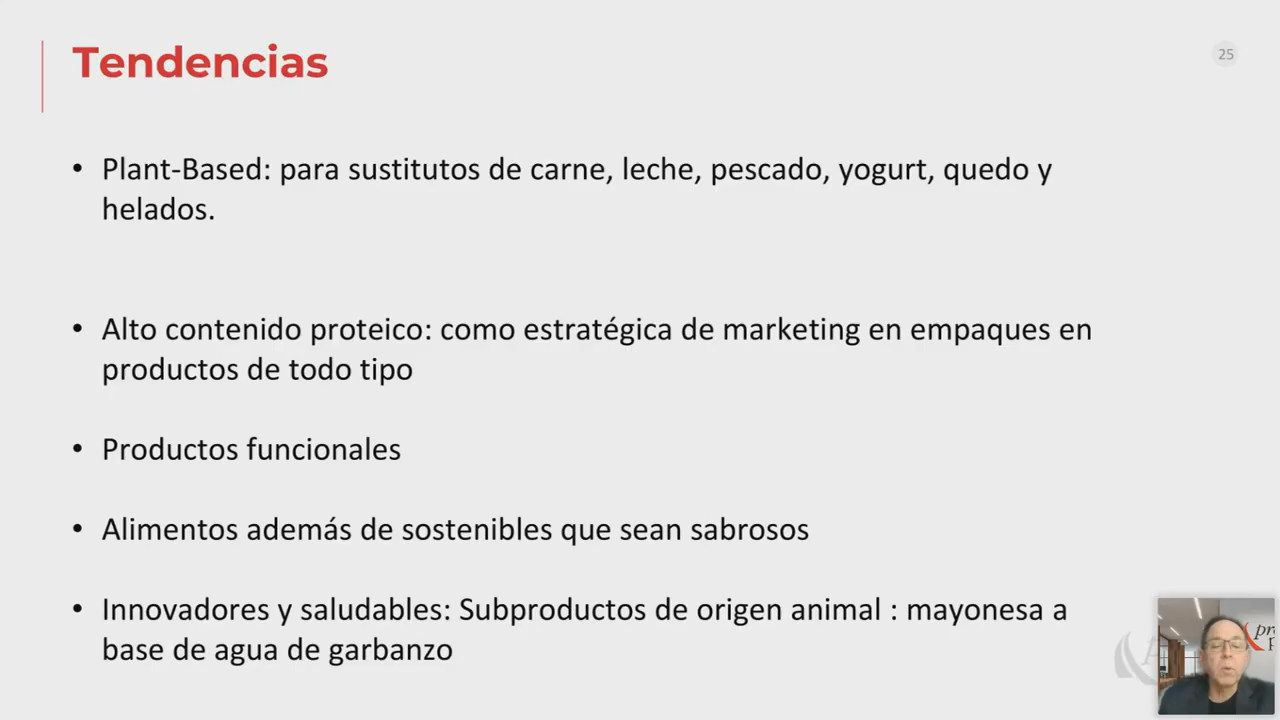 Tendencias
25
• Plant-Based: para sustitutos de carne, leche, pescado, yogurt, quedo y
helados.
• Alto contenido proteico: como estratégica de marketing en empaques en
productos de todo tipo
• Productos funcionales
• Alimentos además de sostenibles que sean sabrosos
• Innovadores y saludables: Subproductos de origen animal : mayonesa a
base de agua de garbanzo